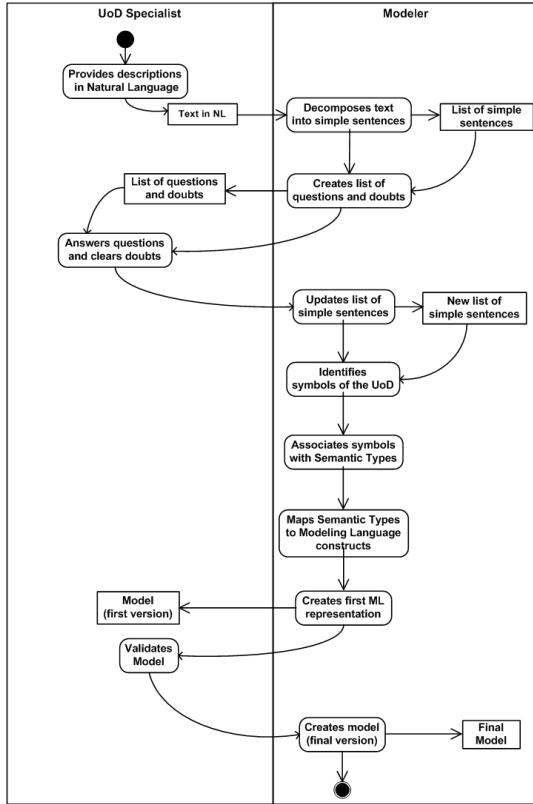 UoD Specialist
Modeler
Provides descriptions
in Natural Language
Text in NL
Decomposes text
into simple sentences
List of simple
sentences
List of questions
and doubts
Creates list of
questions and doubts
Answers questions
and clears doubts
Updates list of
simple sentences
New list of
simple sentences
Identifies
symbols of the UoD
Associates symbols
with Semantic Types
Maps Semantic Types
to Modeling Language
constructs
Model
(first version)
Creates first ML
representation
Validates
Model
Creates model
(final version)
Final
Model